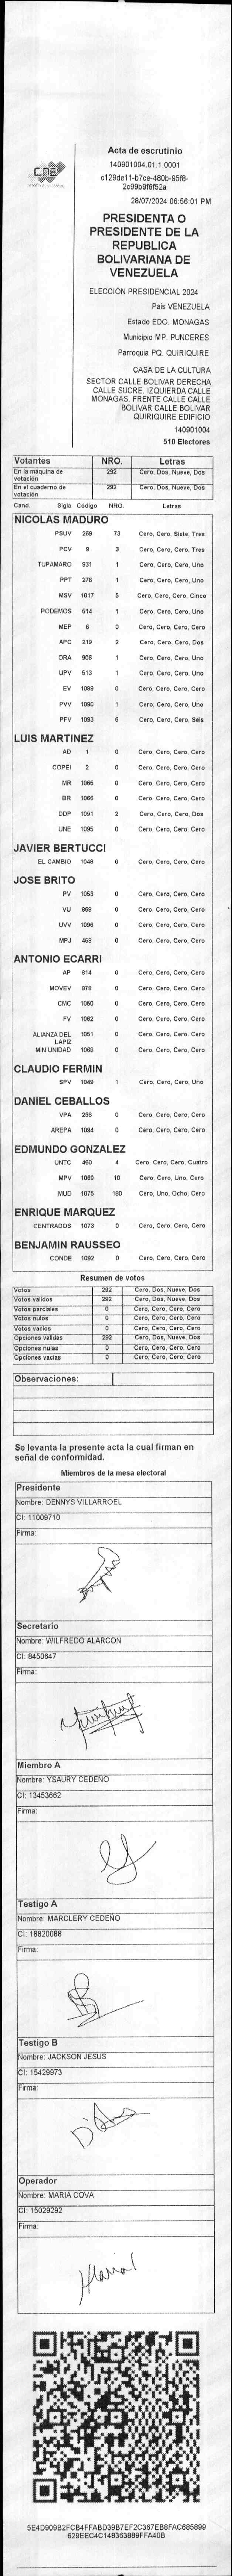 CNE
Acta de escrutinio
140901004.01.1.0001
c129de11-b7ce-480b-95f8-
2c99b9f6f52a
28/07/2024 06:56:01 PM
PRESIDENTA O
PRESIDENTE DE LA
REPUBLICA
BOLIVARIANA DE
VENEZUELA
ELECCIÓN PRESIDENCIAL 2024
Pais VENEZUELA
Estado EDO. MONAGAS
Municipio MP. PUNCERES
Parroquia PQ. QUIRIQUIRE
CASA DE LA CULTURA
SECTOR CALLE BOLIVAR DERECHA
CALLE SUCRE. IZQUIERDA CALLE
MONAGAS. FRENTE CALLE CALLE
BOLIVAR CALLE BOLIVAR
QUIRIQUIRE EDIFICIO
140901004
510 Electores
Votantes NRO. Letras
En la máquina de votación 292 Cero, Dos, Nueve, Dos
En el cuaderno de votación 292 Cero, Dos, Nueve, Dos
Cand. Sigla Código NRO. Letras
NICOLAS MADURO
PSUV 269 73 Cero, Cero, Siete, Tres
PCV 9 3 Cero, Cero, Cero, Tres
TUPAMARO 931 1 Cero, Cero, Cero, Uno
PPT 276 1 Cero, Cero, Cero, Uno
MSV 1017 5 Cero, Cero, Cero, Cinco
PODEMOS 514 1 Cero, Cero, Cero, Uno
MEP 6 0 Cero, Cero, Cero, Cero
APC 219 2 Cero, Cero, Cero, Dos
ORA 906 1 Cero, Cero, Cero, Uno
UPV 513 1 Cero, Cero, Cero, Uno
EV 1089 0 Cero, Cero, Cero, Cero
PVV 1090 1 Cero, Cero, Cero, Uno
PFV 1093 6 Cero, Cero, Cero, Seis
LUIS MARTINEZ
AD 1 0 Cero, Cero, Cero, Cero
COPEI 2 0 Cero, Cero, Cero, Cero
MR 1065 0 Cero, Cero, Cero, Cero
BR 1066 0 Cero, Cero, Cero, Cero
DDP 1091 2 Cero, Cero, Cero, Dos
UNE 1095 0 Cero, Cero, Cero, Cero
JAVIER BERTUCCI
EL CAMBIO 1048 0 Cero, Cero, Cero, Cero
JOSE BRITO
PV 1053 0 Cero, Cero, Cero, Cero
VU 969 0 Cero, Cero, Cero, Cero
UVV 1096 0 Cero, Cero, Cero, Cero
MPJ 458 0 Cero, Cero, Cero, Cero
ANTONIO ECARRI
AP 814 0 Cero, Cero, Cero, Cero
MOVEV 878 0 Cero, Cero, Cero, Cero
CMC 1050 0 Cero, Cero, Cero, Cero
FV 1062 0 Cero, Cero, Cero, Cero
ALIANZA DEL LAPIZ 1051 0 Cero, Cero, Cero, Cero
MIN UNIDAD 1068 0 Cero, Cero, Cero, Cero
CLAUDIO FERMIN
SPV 1049 1 Cero, Cero, Cero, Uno
DANIEL CEBALLOS
VPA 236 0 Cero, Cero, Cero, Cero
AREPA 1094 0 Cero, Cero, Cero, Cero
EDMUNDO GONZALEZ
UNTC 460 4 Cero, Cero, Cero, Cuatro
MPV 1069 10 Cero, Cero, Uno, Cero
MUD 1075 180 Cero, Uno, Ocho, Cero
ENRIQUE MARQUEZ
CENTRADOS 1073 0 Cero, Cero, Cero, Cero
BENJAMIN RAUSSEO
CONDE 1092 0 Cero, Cero, Cero, Cero
Resumen de votos
Votos 292 Cero, Dos, Nueve, Dos
Votos validos 292 Cero, Dos, Nueve, Dos
Votos parciales 0 Cero, Cero, Cero, Cero
Votos nulos 0 Cero, Cero, Cero, Cero
Votos vacios 0 Cero, Cero, Cero, Cero
Opciones validas 292 Cero, Dos, Nueve, Dos
Opciones nulas 0 Cero, Cero, Cero, Cero
Opciones vacias 0 Cero, Cero, Cero, Cero
Observaciones:
Se levanta la presente acta la cual firman en
señal de conformidad.
Miembros de la mesa electoral
Presidente
Nombre: DENNYS VILLARROEL
CI: 11009710
Firma:
Secretario
Nombre: WILFREDO ALARCON
CI: 8450647
Firma:
Miembro A
Nombre: YSAURY CEDEÑO
CI: 13453662
Firma:
Testigo A
Nombre: MARCLERY CEDEÑO
CI: 18820088
Firma:
Testigo B
Nombre: JACKSON JESUS
CI: 15429973
Firma:
Operador
Nombre: MARIA COVA
CI: 15029292
Firma:
Maria
5E4D909B2FCB4FFABD39B7EF2C367EB8FAC685899
629EEC4C148363889FFA40B